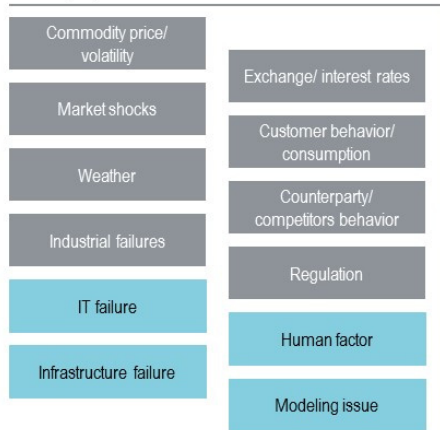 Commodity price/
volatility
Market shocks
Weather
Industrial failures
IT failure
Infrastructure failure
Exchange/ interest rates
Customer behavior/
consumption
Counterparty/
competitors behavior
Regulation
Human factor
Modeling issue